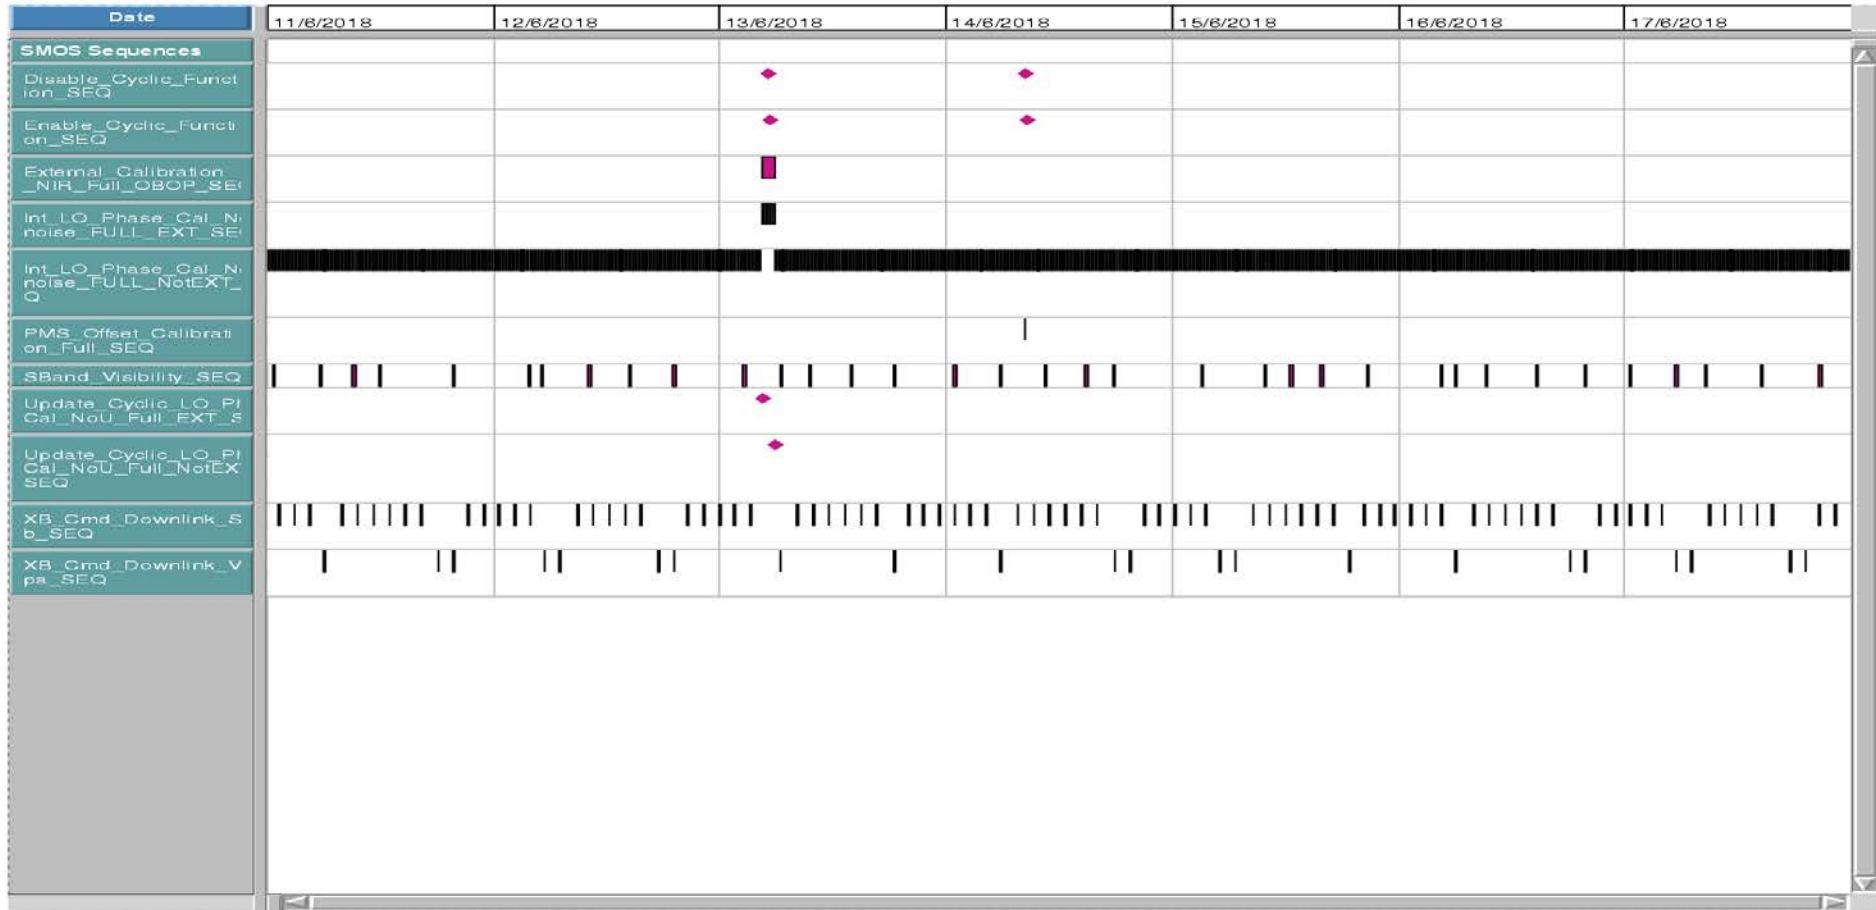 Date
11/6/2018
12/6/2018
13/6/2018
14/6/2018
15/6/2018
16/6/2018
17/6/2018
SMOS Sequences
Disable_Cyclic_Funct
ion_SEQ
Enable_Cyclic_Functi
on_SEQ
External_Calibration
_NIR_Full_OBOP_SE
Int_LO_Phase_Cal_N
noise_FULL_EXT_SE
Int_LO_Phase_Cal_N
noise_FULL_NotEXT_
Q
PMS_Offset_Calibrati
on_Full_SEQ
SBand_Visibility_SEQ
Update_Cyclic_LO_P
Cal_NoU_Full_EXT_S
Update_Cyclic_LO_P
Cal_NoU_Full_NotEX
SEQ
XB_Cmd_Downlink_S
b_SEQ
XB_Cmd_Downlink_V
pa_SEQ